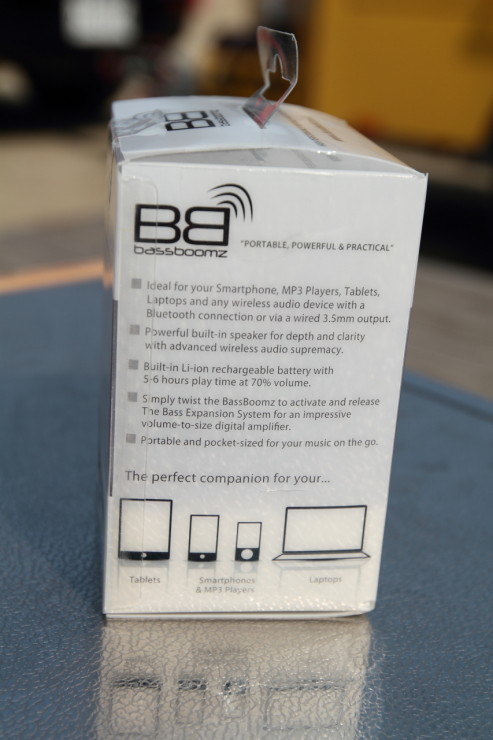 BB
bassboomz
"PORTABLE, POWERFUL & PRACTICAL"
Ideal for your Smartphone, MP3 Players, Tablets,
Laptops and any wireless audio device with a
Bluetooth connection or via a wired 3.5mm output.
Powerful built-in speaker for depth and clarity
with advanced wireless audio supremacy.
Built-in Li-ion rechargeable battery with
5-6 hours play time at 70% volume.
Simply twist the BassBoomz to activate and release
The Bass Expansion System for an impressive
volume-to-size digital amplifier.
Portable and pocket-sized for your music on the go.
The perfect companion for your...
Tablets
Smartphones
& MP3 Players
Laptops